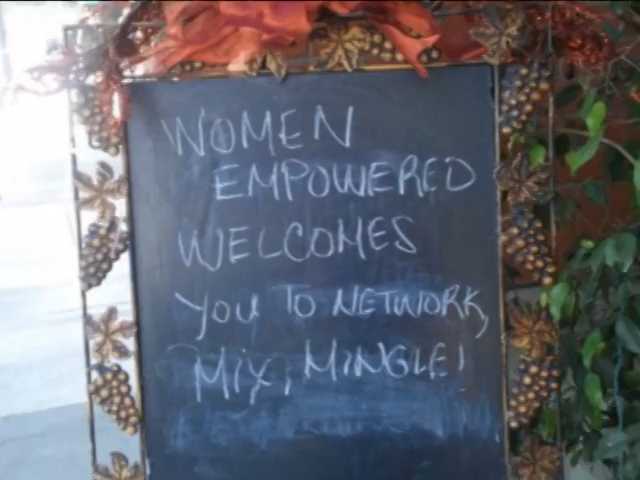 WOMEN
EMPOWERED
WELCOMES
YOU TO NETWORK,
MIX, MINGLE!